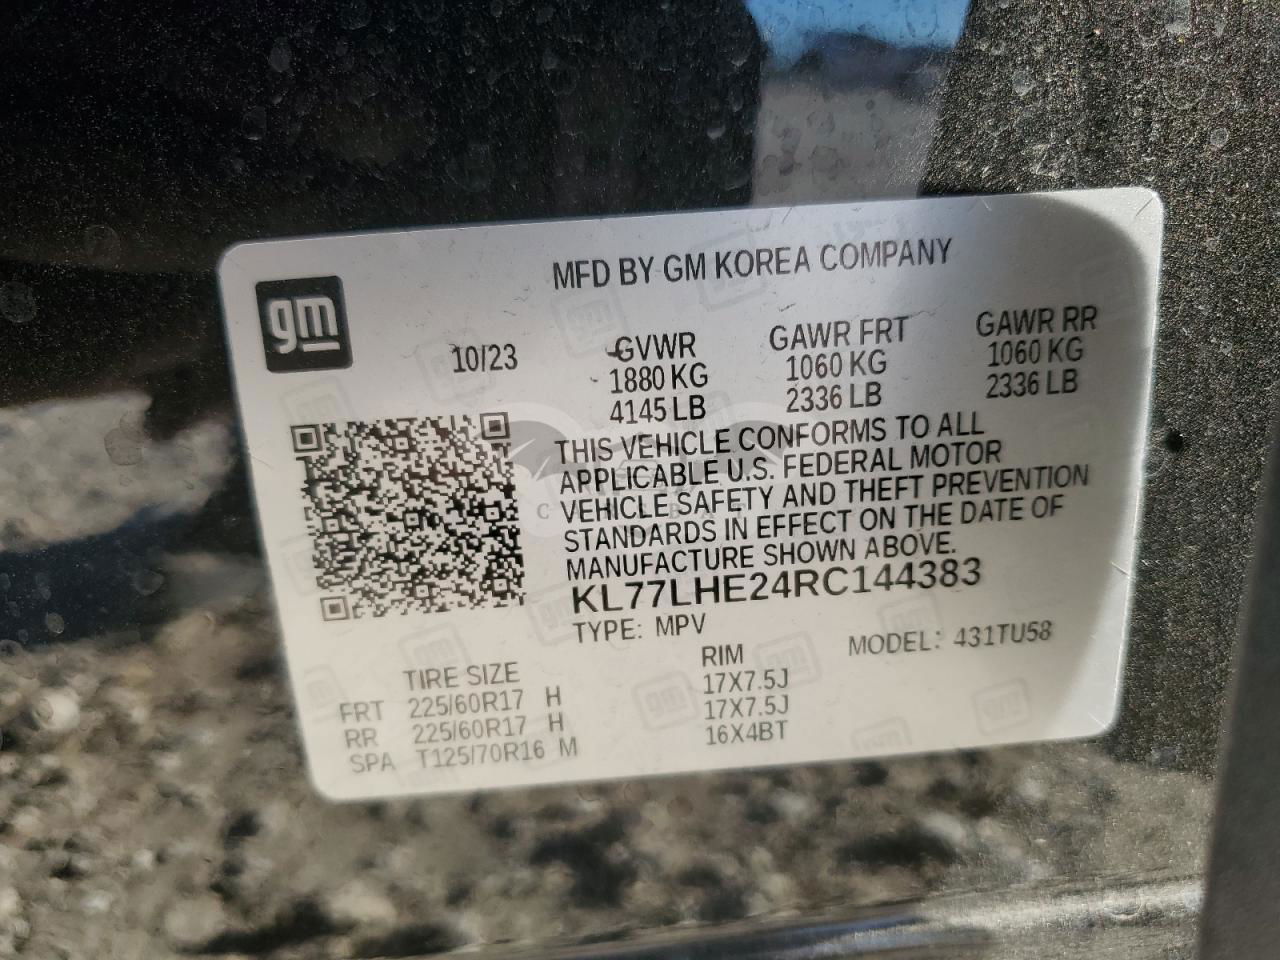 MFD BY GM KOREA COMPANY
gm
10/23
GVWR GAWR FRT GAWR RR
1880 KG 1060 KG 1060 KG
4145 LB 2336 LB 2336 LB
THIS VEHICLE CONFORMS TO ALL
APPLICABLE U.S. FEDERAL MOTOR
VEHICLE SAFETY AND THEFT PREVENTION
STANDARDS IN EFFECT ON THE DATE OF
MANUFACTURE SHOWN ABOVE.
KL77LHE24RC144383
TYPE: MPV MODEL: 431TU58
TIRE SIZE RIM
FRT 225/60R17 H 17X7.5J
RR 225/60R17 H 17X7.5J
SPA T125/70R16 M 16X4BT